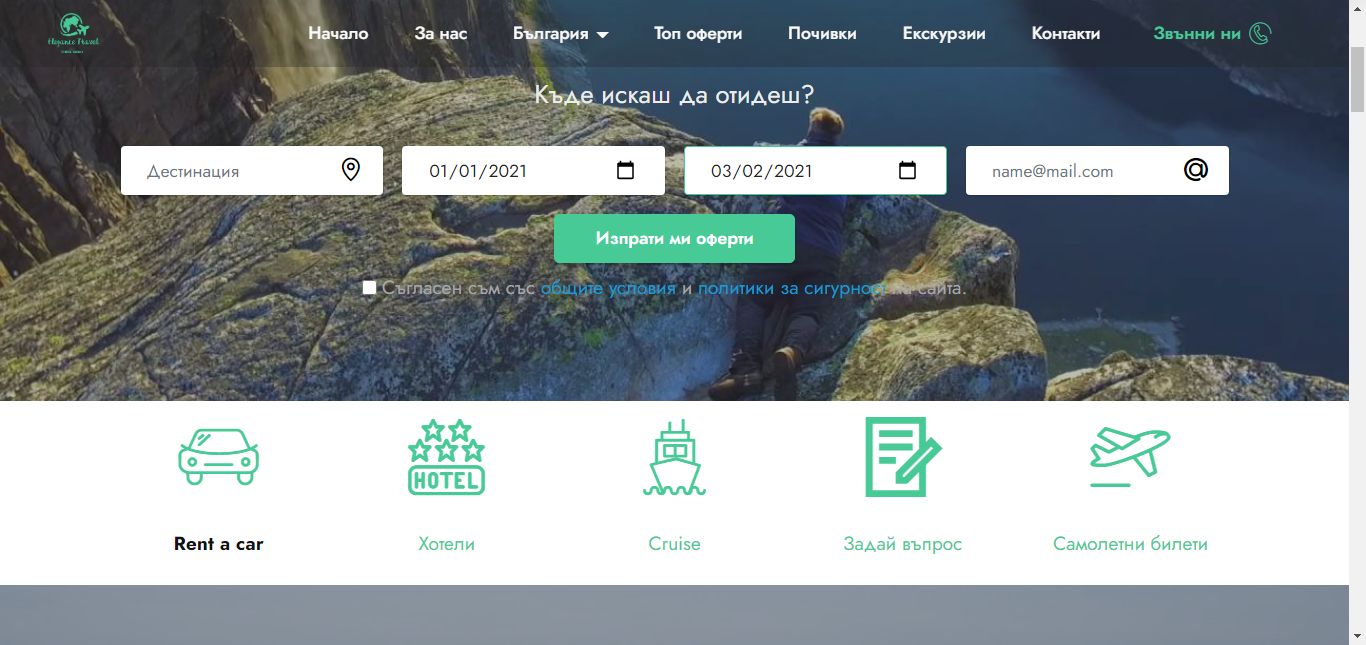 Elegante Travel
Начало За нас България Топ оферти Почивки Екскурзии Контакти Звънни ни
Къде искаш да отидеш?
Дестинация 01/01/2021 03/02/2021 name@mail.com
Изпрати ми оферти
Съгласен съм със общите условия и политики за сигурност на сайта.
HOTEL
Rent a car Хотели Cruise Задай въпрос Самолетни билети